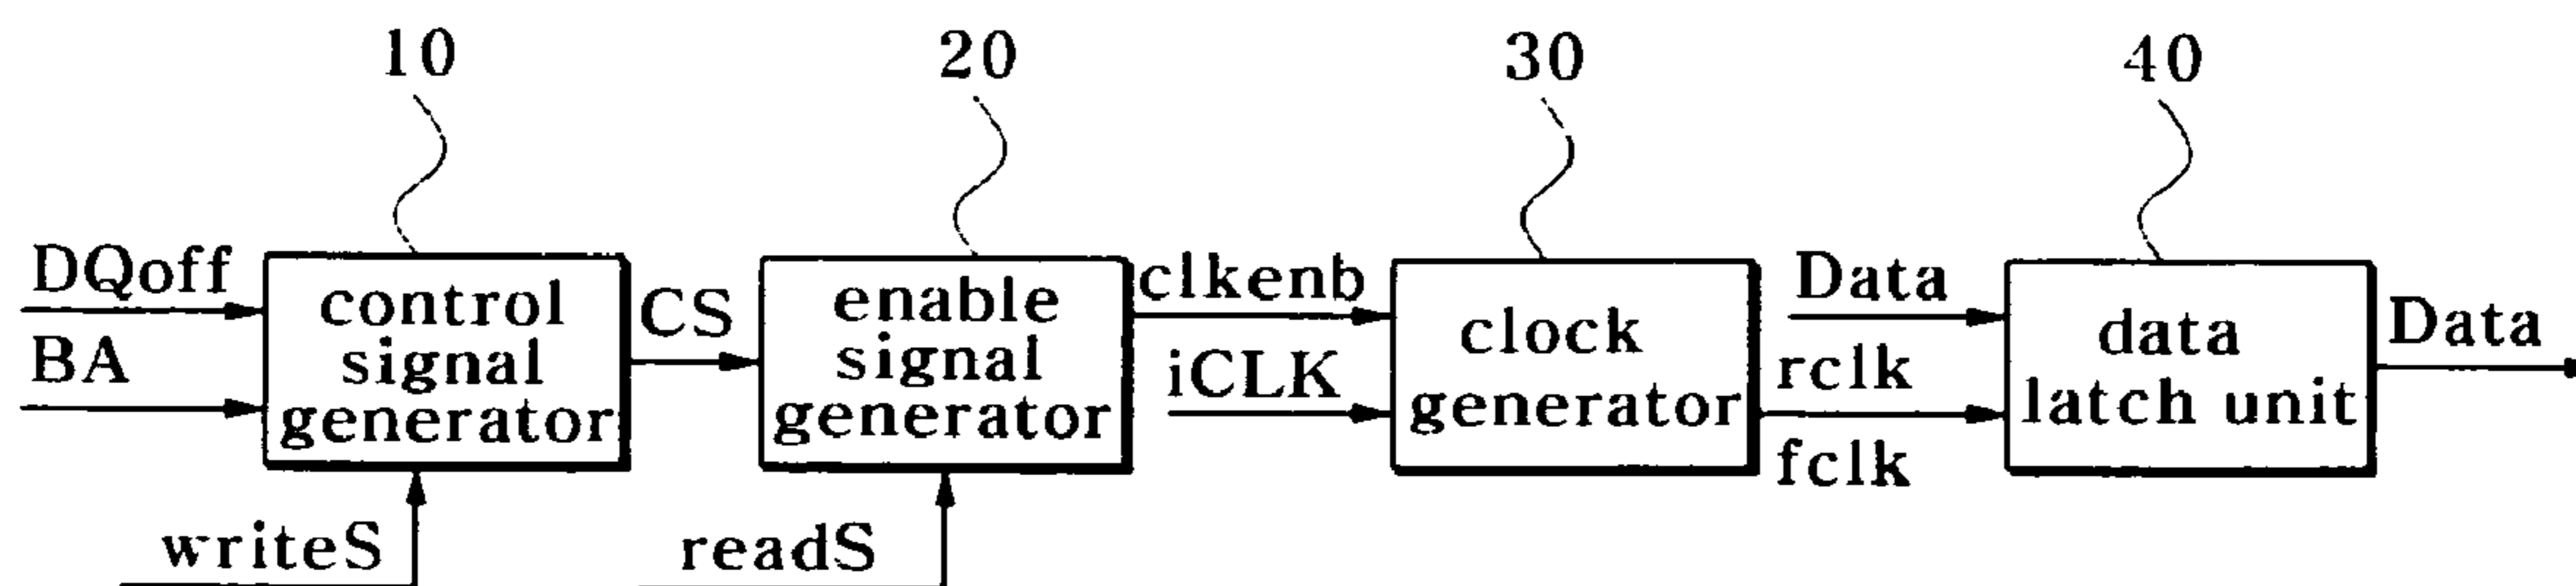 10
20
30
40
DQoff
BA
control
signal
generator
writeS
CS
enable
signal
generator
readS
clkenb
iCLK
clock
generator
Data
rclk
fclk
data
latch unit
Data